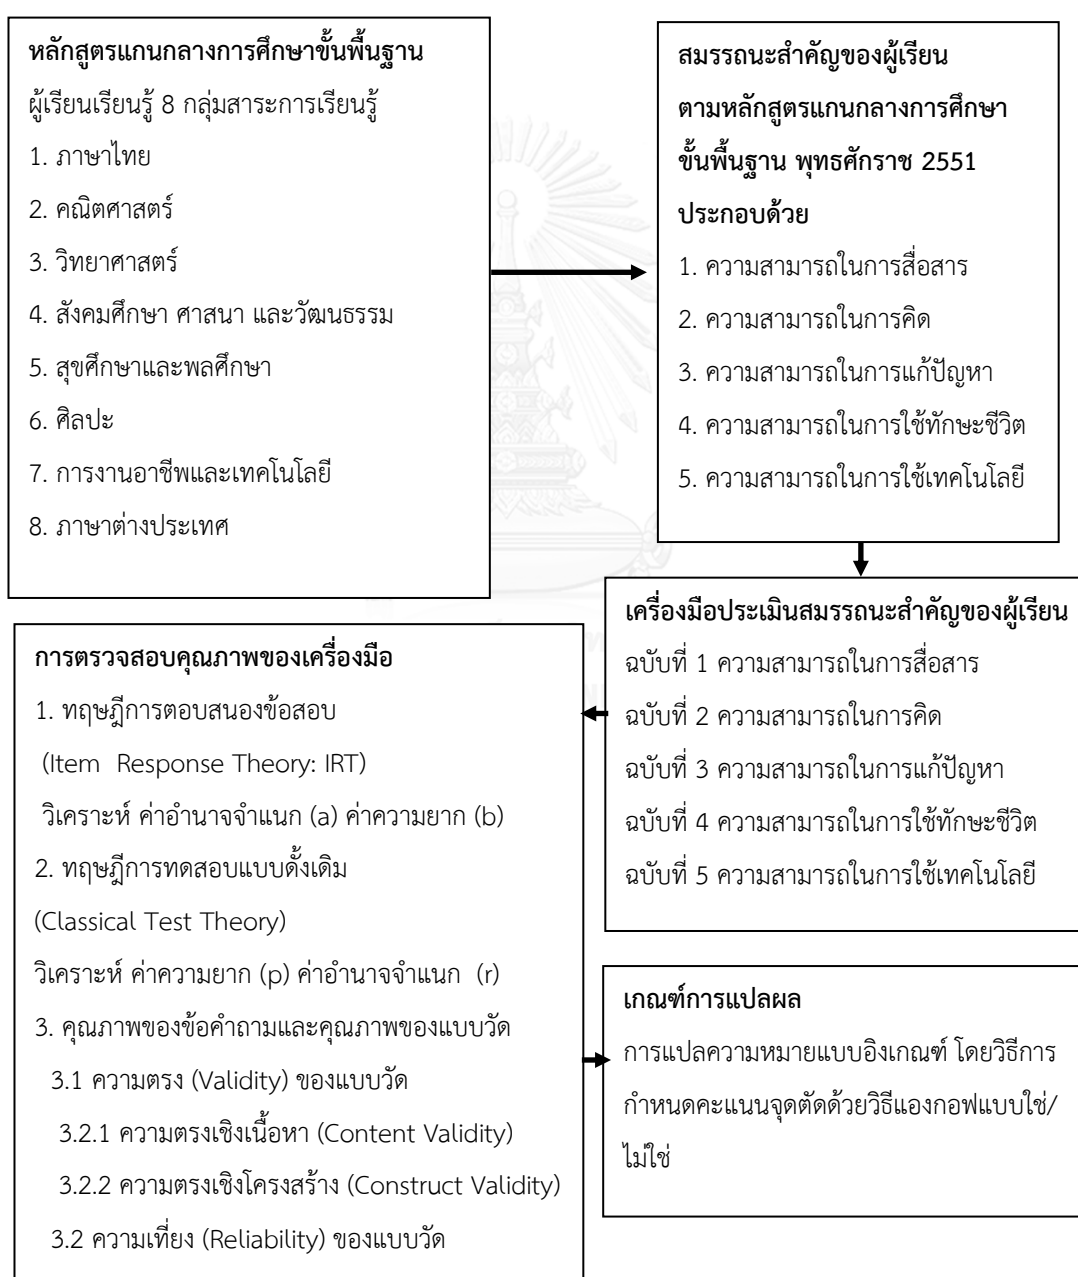 หลักสูตรแกนกลางการศึกษาขั้นพื้นฐาน
ผู้เรียนเรียนรู้ 8 กลุ่มสาระการเรียนรู้
1. ภาษาไทย
2. คณิตศาสตร์
3. วิทยาศาสตร์
4. สังคมศึกษา ศาสนา และวัฒนธรรม
5. สุขศึกษาและพลศึกษา
6. ศิลปะ
7. การงานอาชีพและเทคโนโลยี
8. ภาษาต่างประเทศ
สมรรถนะสำคัญของผู้เรียน
ตามหลักสูตรแกนกลางการศึกษา
ขั้นพื้นฐาน พุทธศักราช 2551
ประกอบด้วย
1. ความสามารถในการสื่อสาร
2. ความสามารถในการคิด
3. ความสามารถในการแก้ปัญหา
4. ความสามารถในการใช้ทักษะชีวิต
5. ความสามารถในการใช้เทคโนโลยี
เครื่องมือประเมินสมรรถนะสำคัญของผู้เรียน
ฉบับที่ 1 ความสามารถในการสื่อสาร
ฉบับที่ 2 ความสามารถในการคิด
ฉบับที่ 3 ความสามารถในการแก้ปัญหา
ฉบับที่ 4 ความสามารถในการใช้ทักษะชีวิต
ฉบับที่ 5 ความสามารถในการใช้เทคโนโลยี
การตรวจสอบคุณภาพของเครื่องมือ
1. ทฤษฎีการตอบสนองข้อสอบ
(Item Response Theory: IRT)
วิเคราะห์ ค่าอำนาจจำแนก (a) ค่าความยาก (b)
2. ทฤษฎีการทดสอบแบบดั้งเดิม
(Classical Test Theory)
วิเคราะห์ ค่าความยาก (p) ค่าอำนาจจำแนก (r)
3. คุณภาพของข้อคำถามและคุณภาพของแบบวัด
3.1 ความตรง (Validity) ของแบบวัด
3.2.1 ความตรงเชิงเนื้อหา (Content Validity)
3.2.2 ความตรงเชิงโครงสร้าง (Construct Validity)
3.2 ความเที่ยง (Reliability) ของแบบวัด
เกณฑ์การแปลผล
การแปลความหมายแบบอิงเกณฑ์ โดยวิธีการ
กำหนดคะแนนจุดตัดด้วยวิธีแองกอฟแบบใช่/
ไม่ใช่